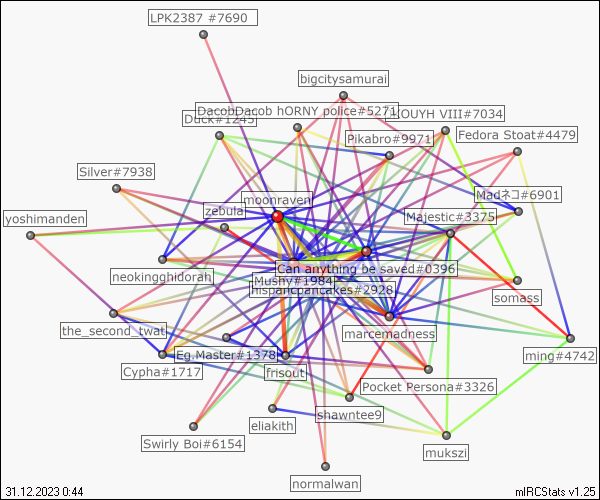 LPK2387 #7690
bigcitysamurai
DacobDacob hORNY police#5271
KOUYH VIII#7034
Duck#1245
Pikabro#9971
Fedora Stoat#4479
Silver#7938
Madネコ#6901
moonraven
zebula
Majestic#3375
yoshimanden
neokingghidorah
Can anything be saved#0396
Mushy#1984
hispanicpancakes#2928
somass
the_second_twat
marcemadness
Eg.Master#1378
ming#4742
Cypha#1717
frisout
Pocket Persona#3326
shawntee9
eliakith
Swirly Boi#6154
mukszi
normalwan
31.12.2023 0:44
mIRCStats v1.25